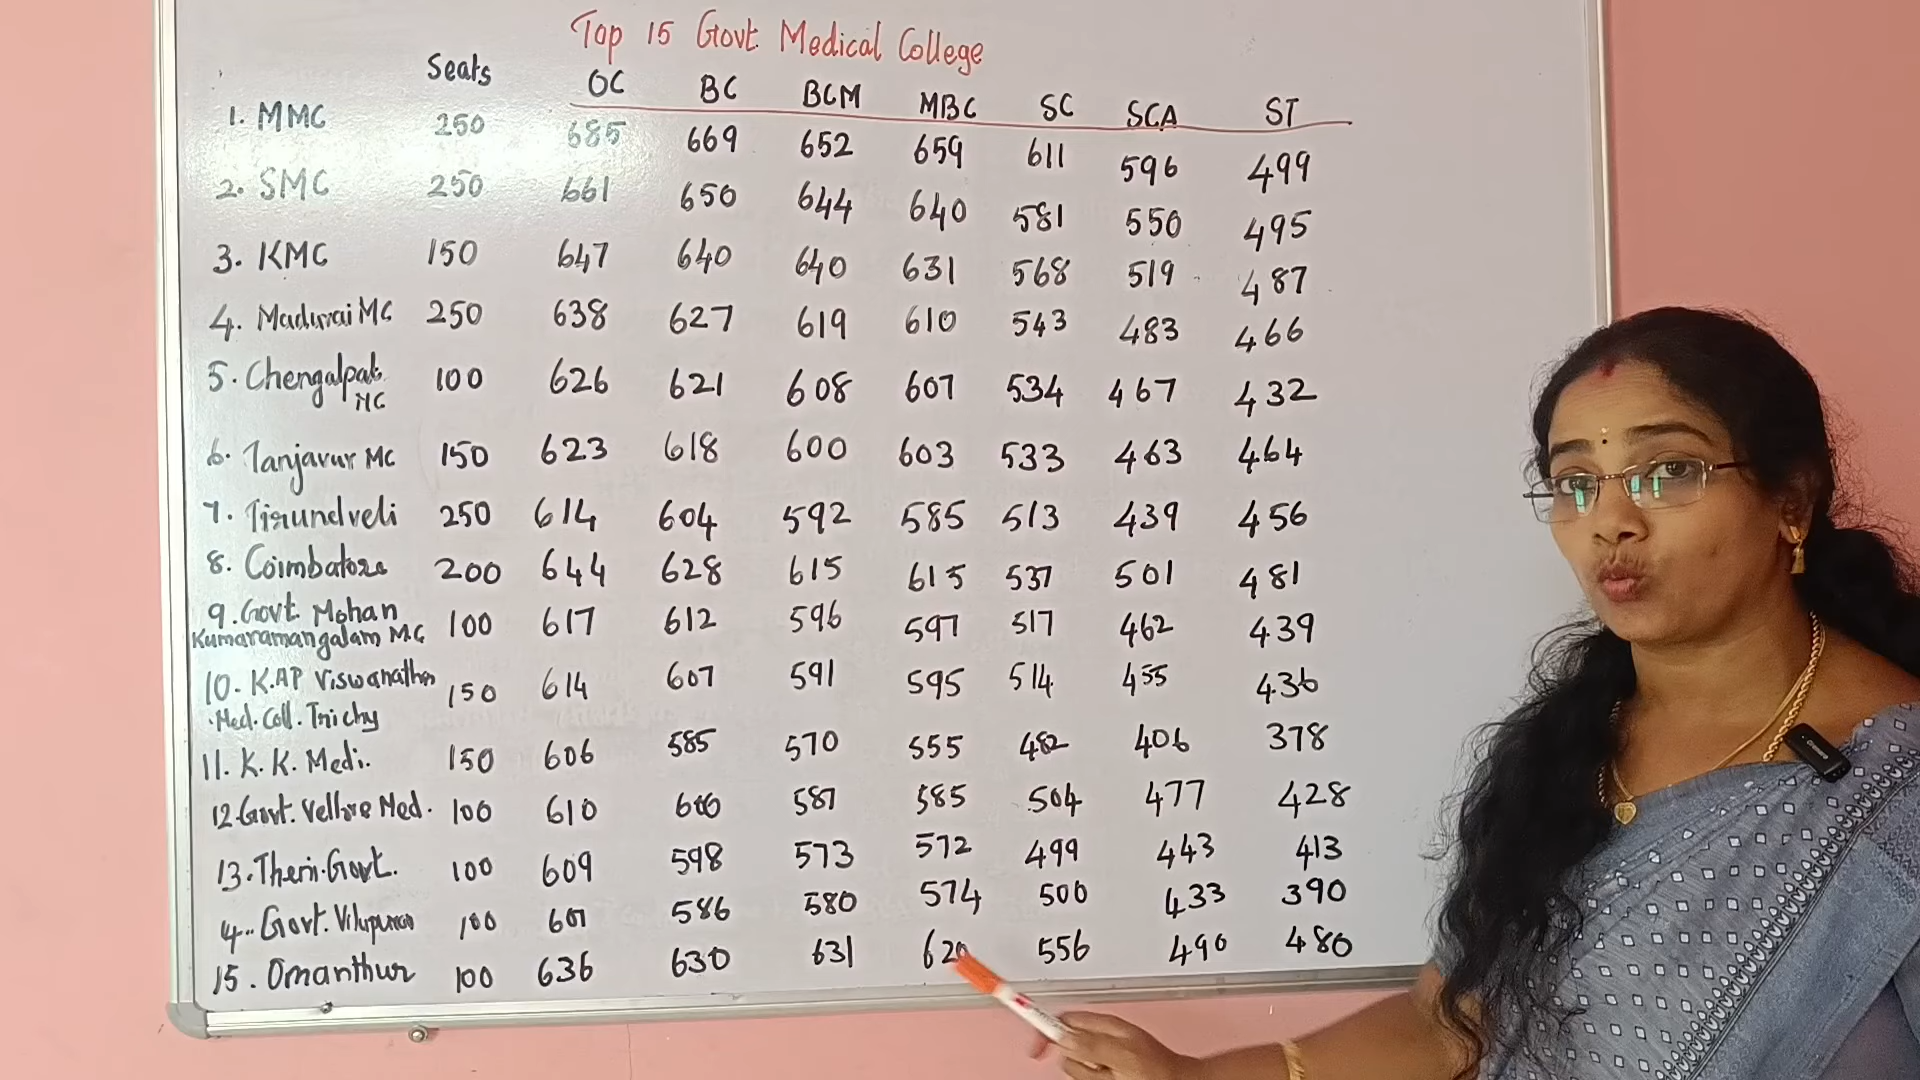 Top 15 Govt. Medical College
Seats OC BC BCM MBC SC SCA ST
1. MMC 250 685 669 652 659 611 596 499
2. SMC 250 661 650 644 640 581 550 495
3. KMC 150 647 640 640 631 568 519 487
4. Madurai MC 250 638 627 619 610 543 483 466
5. Chengalpat MC 100 626 621 608 607 534 467 432
6. Tanjavur MC 150 623 618 600 603 533 463 464
7. Tirundveli 250 614 604 592 585 513 439 456
8. Coimbatore 200 644 628 615 615 537 501 481
9. Govt. Mohan
Kumaramangalam MC 100 617 612 596 597 517 462 439
10. K.AP Viswanathan 150 614 607 591 595 514 455 436
Med. Coll. Trichy
11. K. K. Medi. 150 606 585 570 555 482 406 378
12. Govt. Vellore Med. 100 610 600 587 585 504 477 428
13. Theni. Govt. 100 609 598 573 572 499 443 413
14. Govt. 100 607 586 580 574 500 433 390
15. Omanthur 100 636 630 631 620 556 490 480